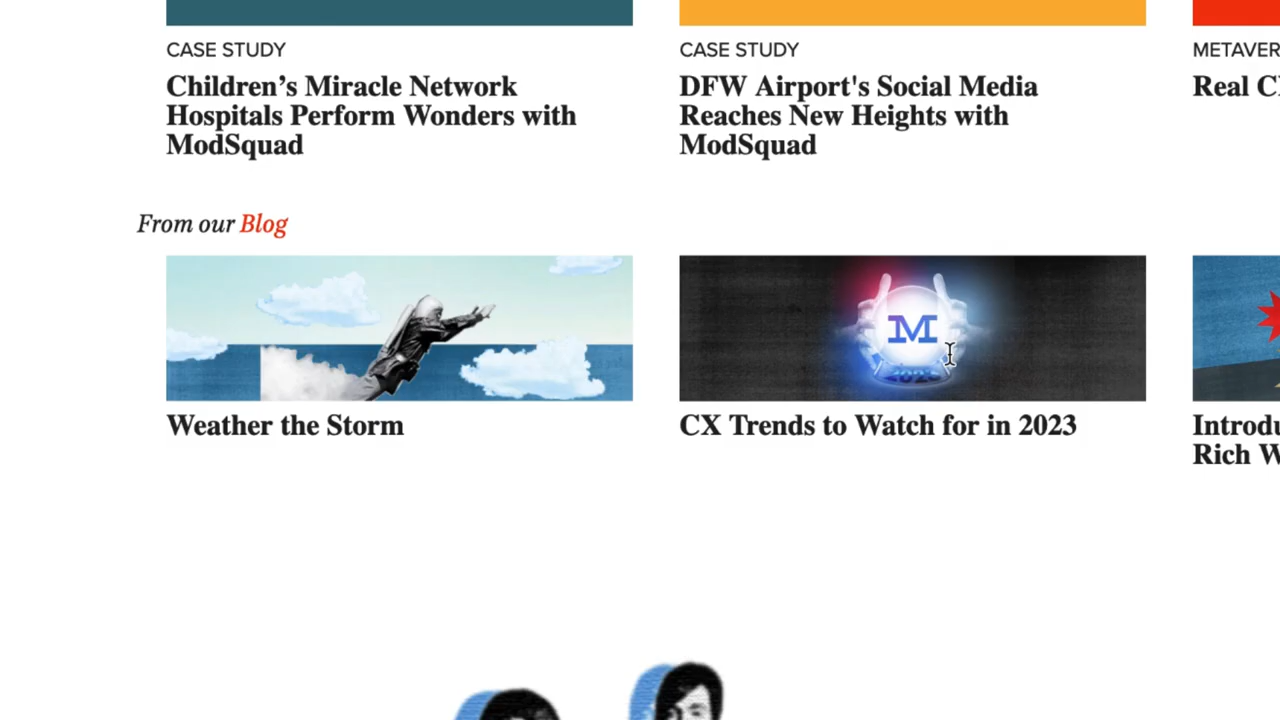 CASE STUDY
Children's Miracle Network
Hospitals Perform Wonders with
ModSquad
CASE STUDY
DFW Airport's Social Media
Reaches New Heights with
ModSquad
METAVER
Real C
From our Blog
M
2023
Weather the Storm
CX Trends to Watch for in 2023
Introdu
Rich W